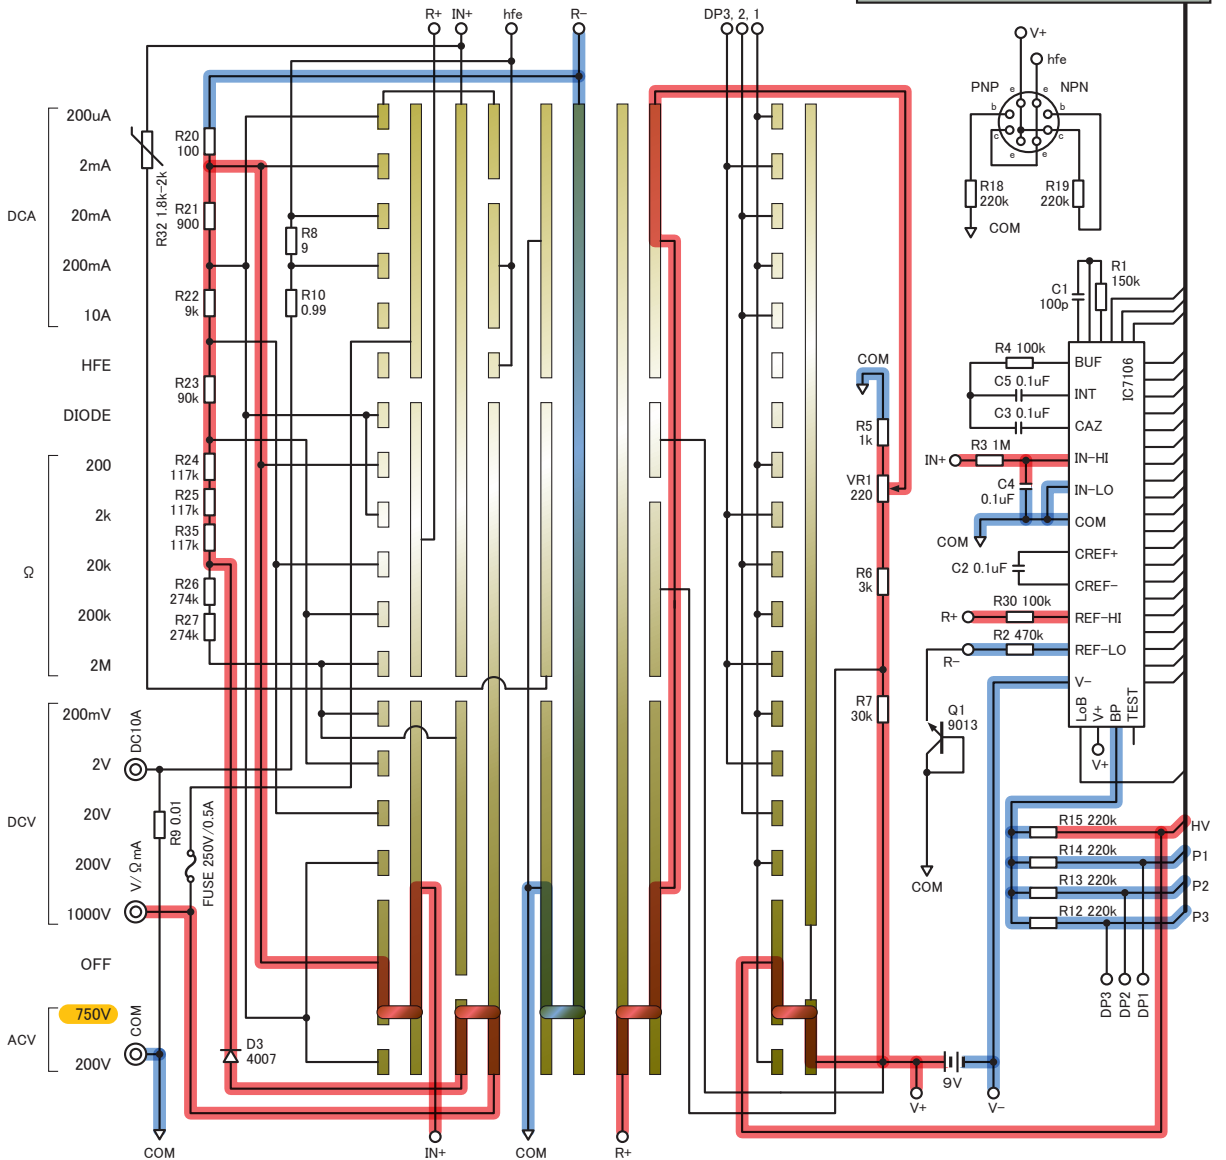 R+ IN+ hfe R- DP3, 2, 1
V+
hfe
PNP NPN
e e
b b
c c
e e
R18
220k
R19
220k
COM
200uA
2mA
DCA 20mA
200mA
10A
HFE
DIODE
200
2k
Ω 20k
200k
2M
200mV
2V
DCV 20V
200V
1000V
OFF
750V
ACV
200V
R20
100
R32 1.8k-2k
R21
900
R22
9k
R23
90k
R24
117k
R25
117k
R35
117k
R26
274k
R27
274k
R8
9
R10
0.99
DC10A
R9 0.01
FUSE 250V/0.5A
V/ΩmA
COM
D3
4007
COM
IN+
COM
R+
COM
R5
1k
VR1
220
R6
3k
R7
30k
C1
100p
R1
150k
R4 100k
C5 0.1uF
C3 0.1uF
IN+
R3 1M
C4
0.1uF
COM
C2 0.1uF
R+
R30 100k
R-
R2 470k
IC7106
BUF
INT
CAZ
IN-HI
IN-LO
COM
CREF+
CREF-
REF-HI
REF-LO
V-
LoB
V+
BP
TEST
V+
Q1
9013
COM
R15 220k
R14 220k
R13 220k
R12 220k
HV
P1
P2
P3
DP3
DP2
DP1
9V
V+
V-